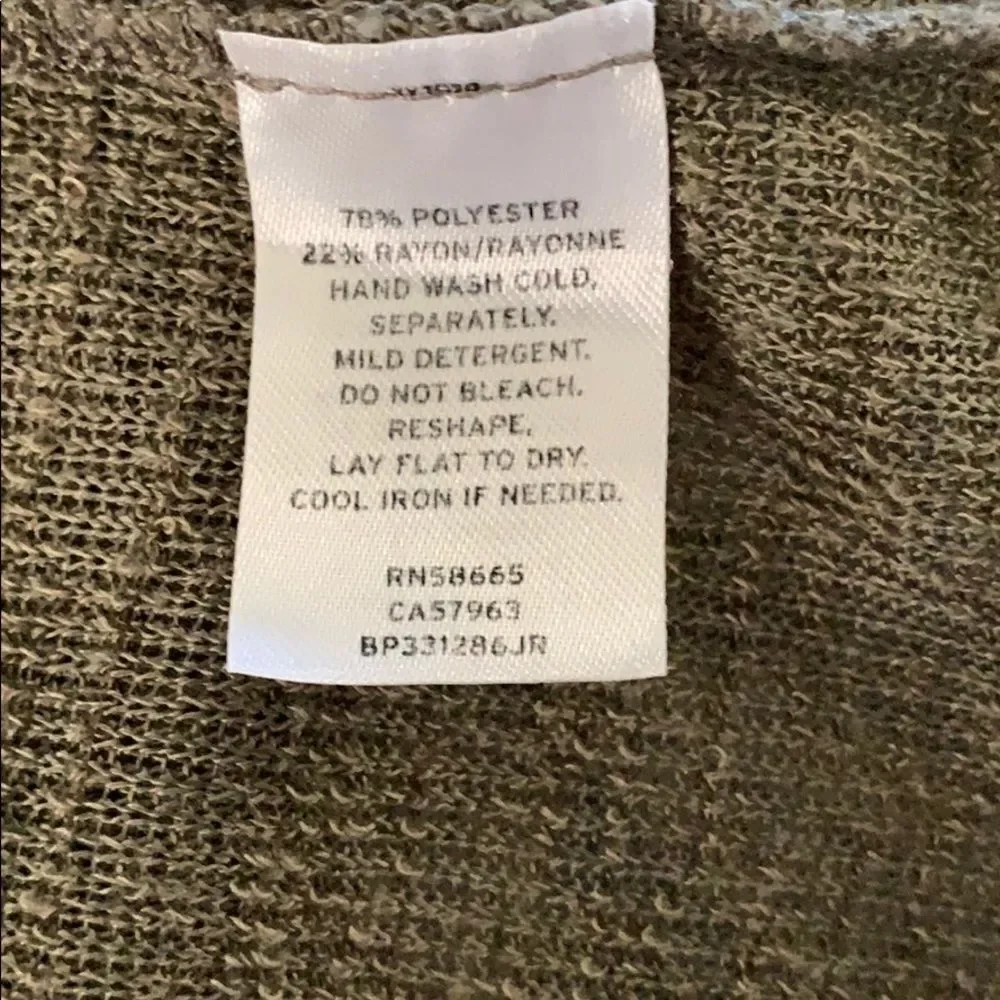 78% POLYESTER
22% RAYON/RAYONNE
HAND WASH COLD,
SEPARATELY.
MILD DETERGENT.
DO NOT BLEACH.
RESHAPE,
LAY FLAT TO DRY.
COOL IRON IF NEEDED.
RN58665
CA57963
BP331286JR